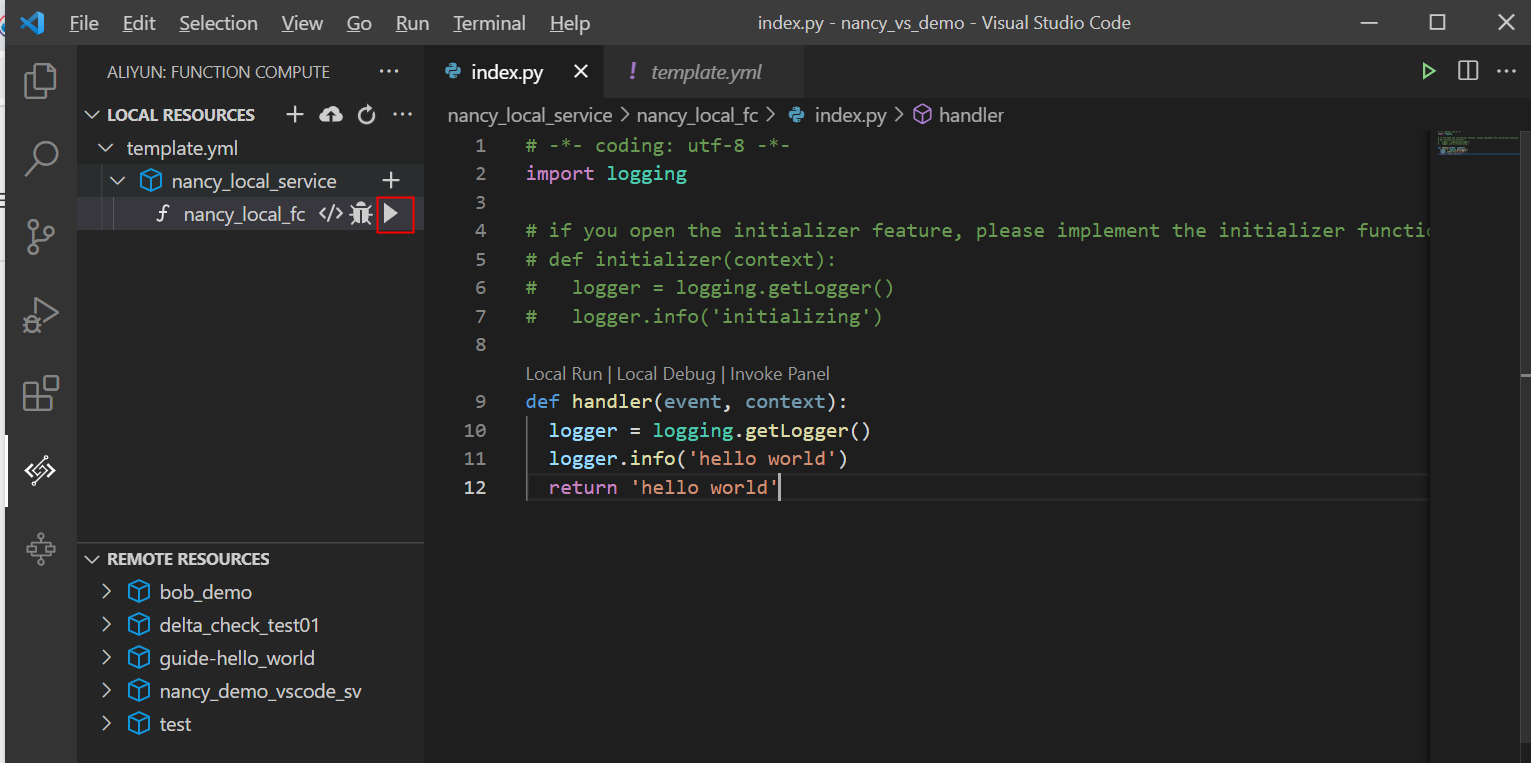 File Edit Selection View Go Run Terminal Help
index.py - nancy_vs_demo - Visual Studio Code
ALIYUN: FUNCTION COMPUTE
LOCAL RESOURCES
template.yml
nancy_local_service
f nancy_local_fc </>
REMOTE RESOURCES
bob_demo
delta_check_test01
guide-hello_world
nancy_demo_vscode_sv
test
index.py
! template.yml
nancy_local_service > nancy_local_fc > index.py > handler
1 # -*- coding: utf-8 -*-
2 import logging
3
4 # if you open the initializer feature, please implement the initializer functi
5 # def initializer(context):
6 #   logger = logging.getLogger()
7 #   logger.info('initializing')
8
Local Run | Local Debug | Invoke Panel
9 def handler(event, context):
10   logger = logging.getLogger()
11   logger.info('hello world')
12   return 'hello world'